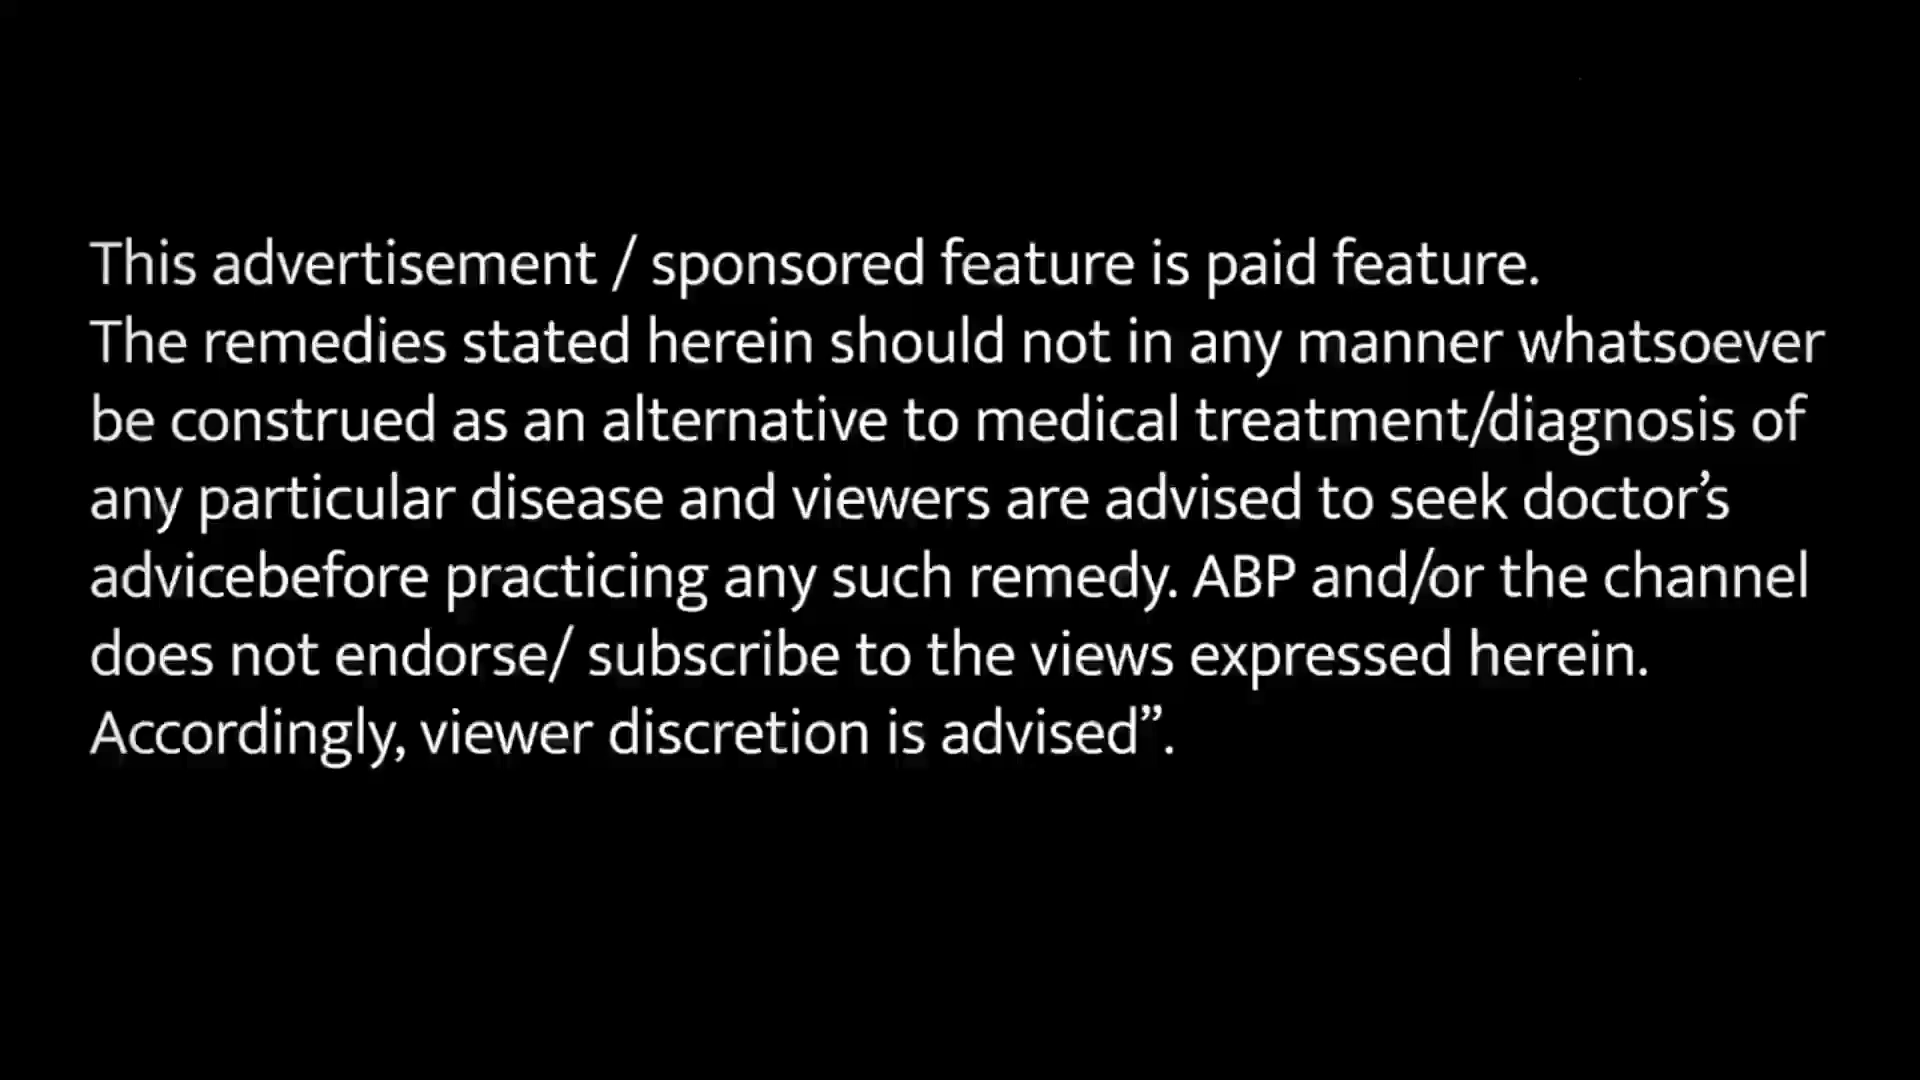 This advertisement / sponsored feature is paid feature.
The remedies stated herein should not in any manner whatsoever
be construed as an alternative to medical treatment/diagnosis of
any particular disease and viewers are advised to seek doctor’s
advicebefore practicing any such remedy. ABP and/or the channel
does not endorse/ subscribe to the views expressed herein.
Accordingly, viewer discretion is advised”.